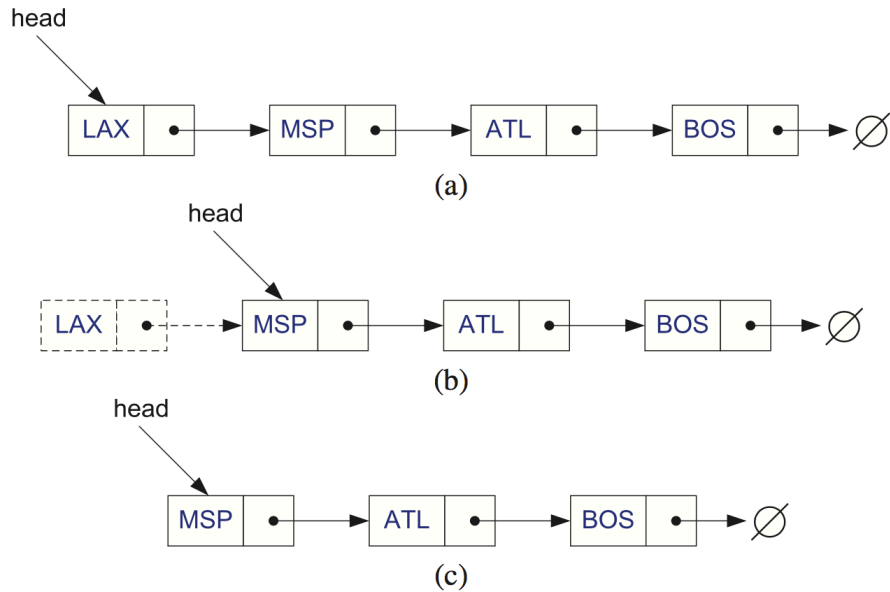 head
LAX MSP ATL BOS ∅
(a)
head
LAX MSP ATL BOS ∅
(b)
head
MSP ATL BOS ∅
(c)